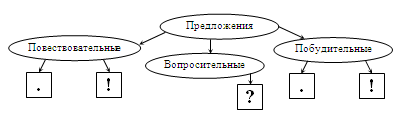 Предложения
Повествовательные
Вопросительные
Побудительные
. ! ? . !